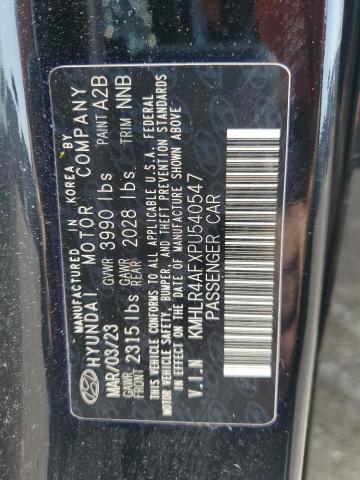 MANUFACTURED IN KOREA BY
HYUNDAI MOTOR COMPANY
MAR/03/23 GVWR 3990 lbs PAINT A2B
GAWR FRONT 2315 lbs GAWR REAR 2028 lbs. TRIM NNB
THIS VEHICLE CONFORMS TO ALL APPLICABLE U.S.A. FEDERAL
MOTOR VEHICLE SAFETY, BUMPER, AND THEFT PREVENTION
STANDARDS IN EFFECT ON THE DATE OF MANUFACTURE SHOWN ABOVE
V.I.N KMHLR4AFXPU540547
PASSENGER CAR